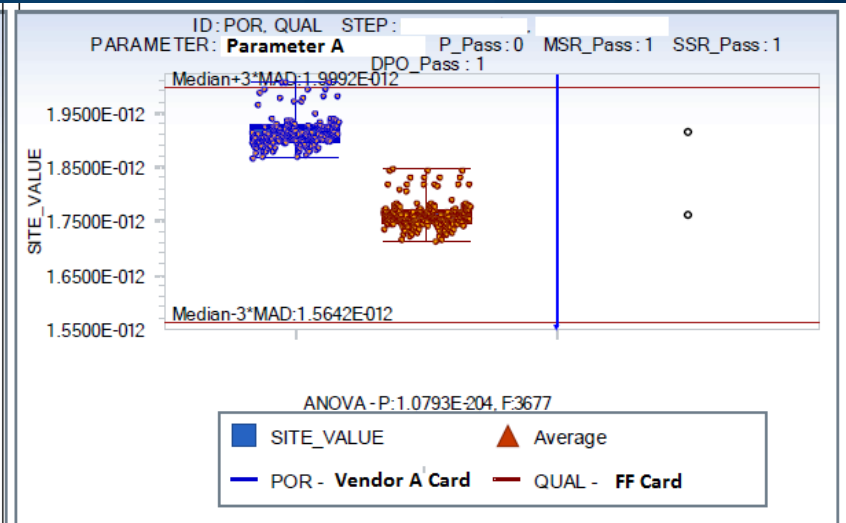 ID: POR, QUAL STEP: ,
PARAMETER: Parameter A P_Pass: 0 MSR_Pass: 1 SSR_Pass: 1
DPO_Pass : 1
Median+3*MAD:1.9992E-012
1.9500E-012
1.8500E-012
1.7500E-012
1.6500E-012
1.5500E-012
SITE_VALUE
Median-3*MAD:1.5642E-012
ANOVA - P:1.0793E-204, F:3677
SITE_VALUE Average
POR - Vendor A Card QUAL - FF Card